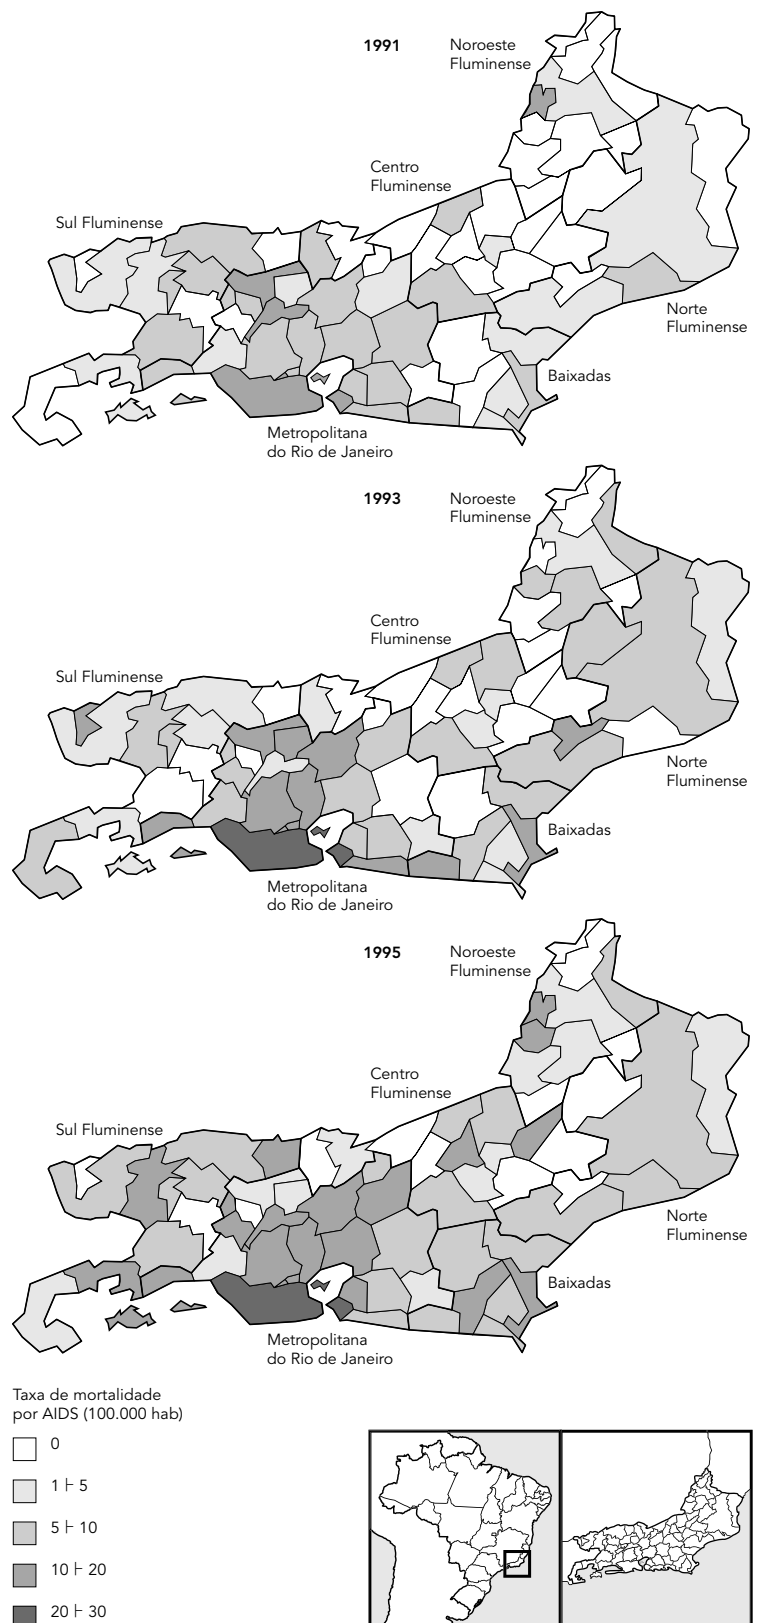 1991
Noroeste
Fluminense
Centro
Fluminense
Sul Fluminense
Norte
Fluminense
Baixadas
Metropolitana
do Rio de Janeiro
1993
Noroeste
Fluminense
Centro
Fluminense
Sul Fluminense
Norte
Fluminense
Baixadas
Metropolitana
do Rio de Janeiro
1995
Noroeste
Fluminense
Centro
Fluminense
Sul Fluminense
Norte
Fluminense
Baixadas
Metropolitana
do Rio de Janeiro
Taxa de mortalidade
por AIDS (100.000 hab)
0
1 ⊢ 5
5 ⊢ 10
10 ⊢ 20
20 ⊢ 30